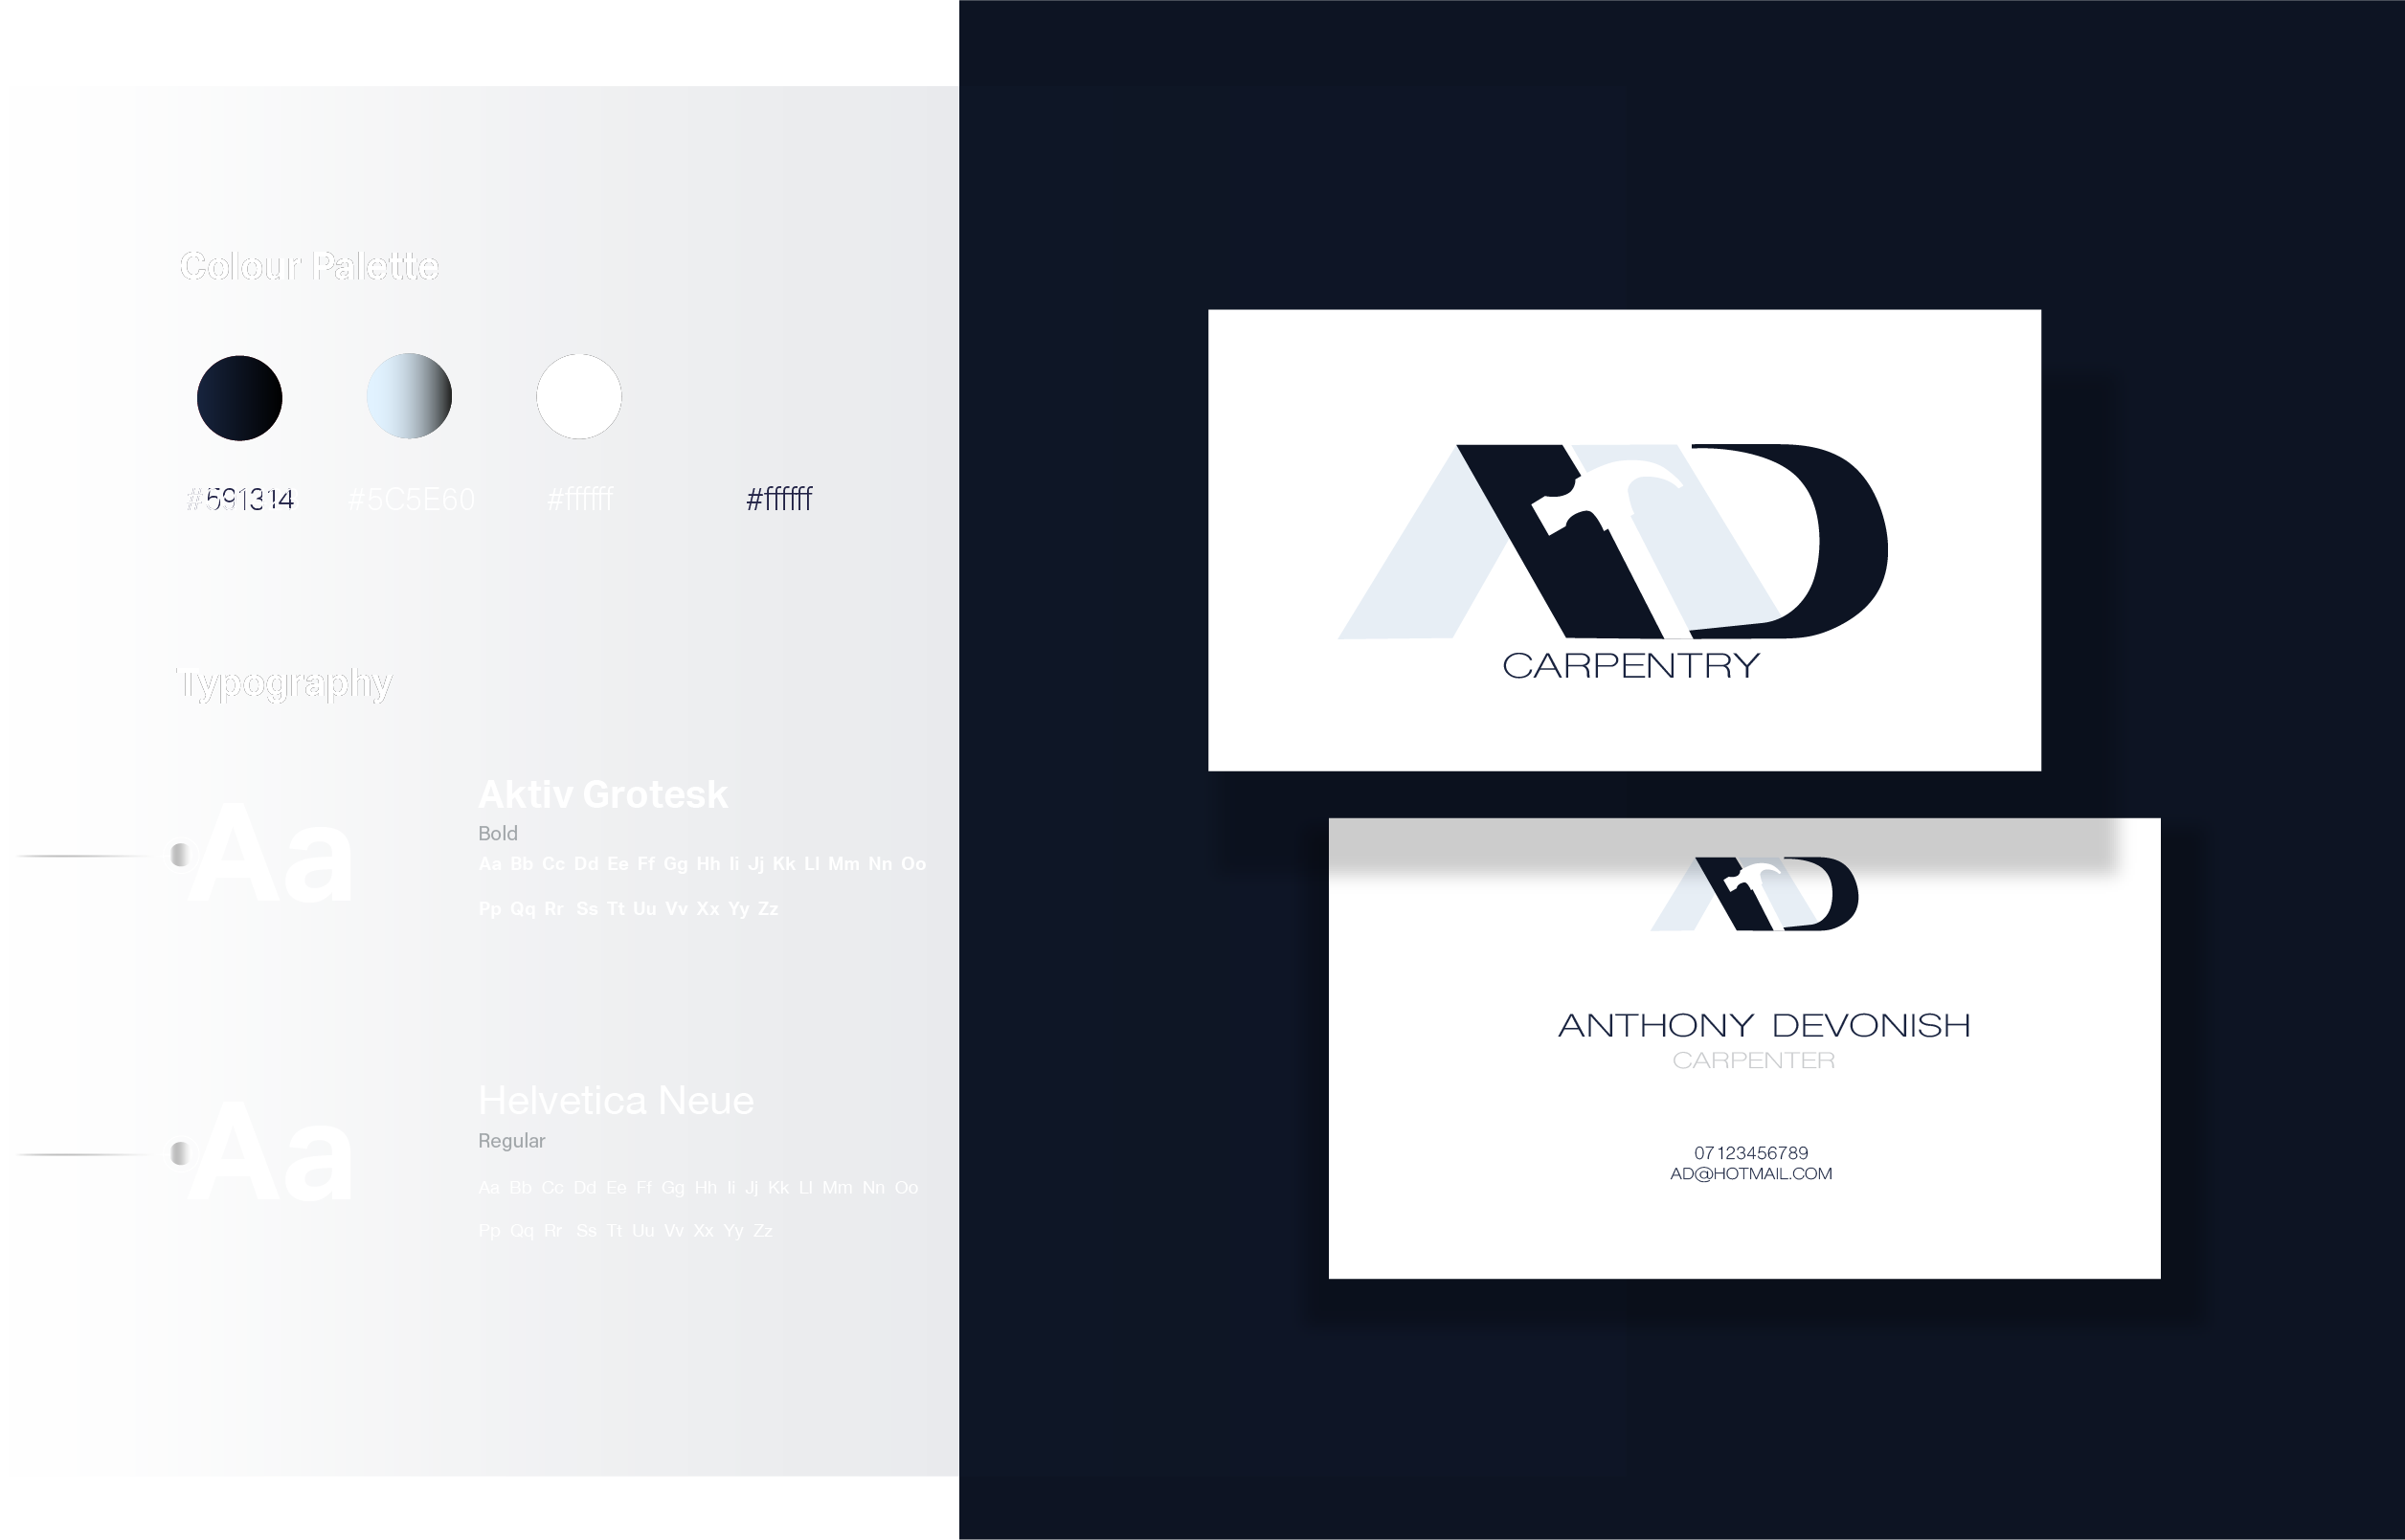 Colour Palette
#591314 #5C5E60 #ffffff #ffffff
Typography
Aa
Aktiv Grotesk
Bold
Aa Bb Cc Dd Ee Ff Gg Hh Ii Jj Kk Ll Mm Nn Oo
Pp Qq Rr Ss Tt Uu Vv Xx Yy Zz
Aa
Helvetica Neue
Regular
Aa Bb Cc Dd Ee Ff Gg Hh Ii Jj Kk Ll Mm Nn Oo
Pp Qq Rr Ss Tt Uu Vv Xx Yy Zz
AD
CARPENTRY
AD
ANTHONY DEVONISH
CARPENTER
07123456789
AD@HOTMAIL.COM